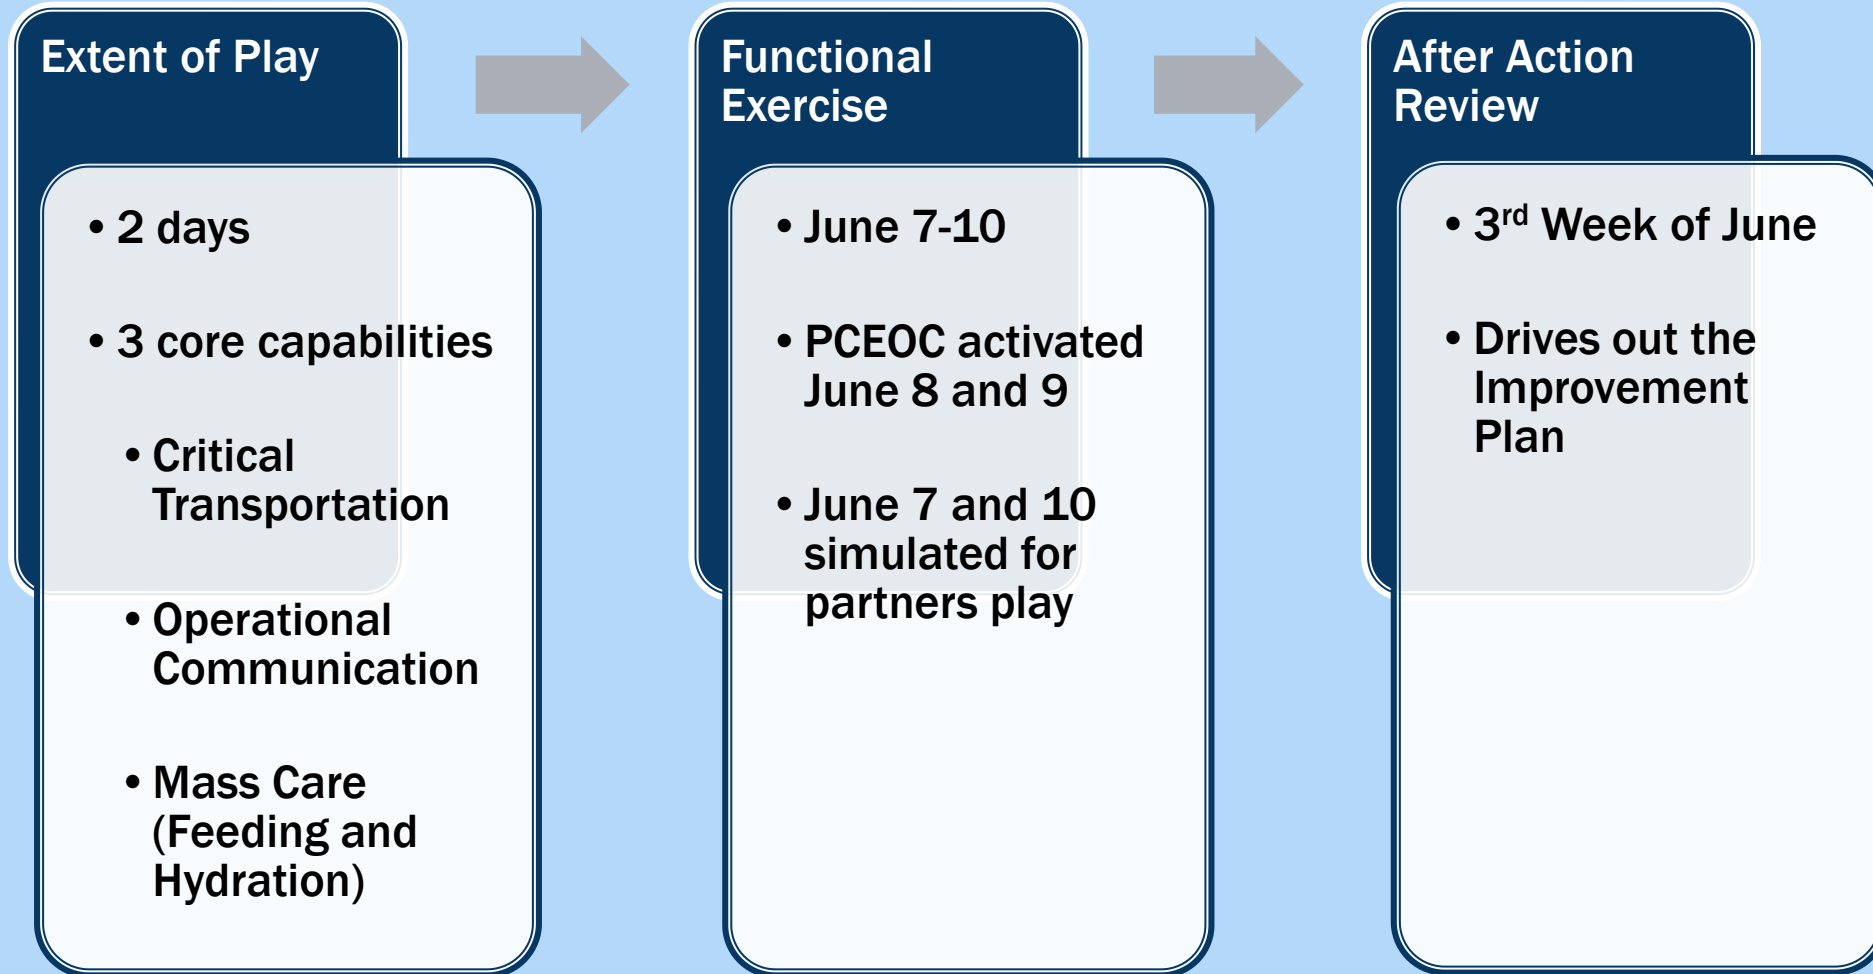 Extent of Play
• 2 days
• 3 core capabilities
• Critical
Transportation
• Operational
Communication
• Mass Care
(Feeding and
Hydration)
Functional
Exercise
• June 7-10
• PCEOC activated
June 8 and 9
• June 7 and 10
simulated for
partners play
After Action
Review
• 3rd Week of June
• Drives out the
Improvement
Plan